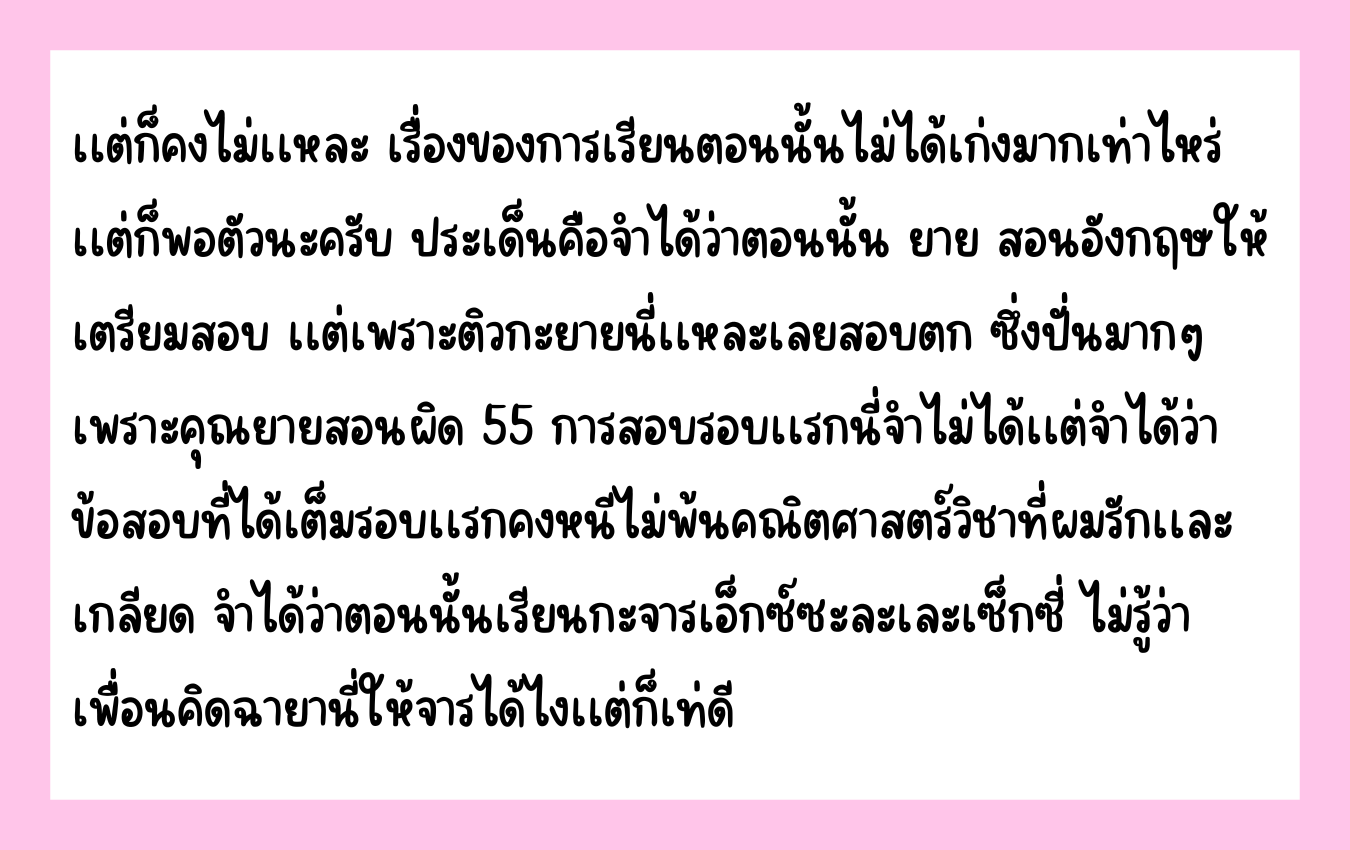 แต่ก็คงไม่แหละ เรื่องของการเรียนตอนนั้นไม่ได้เก่งมากเท่าไหร่
แต่ก็พอตัวนะครับ ประเด็นคือจำได้ว่าตอนนั้น ยาย สอนอังกฤษให้
เตรียมสอบ แต่เพราะติวกะยายนี่แหละเลยสอบตก ซึ่งปั่นมากๆ
เพราะคุณยายสอนผิด 55 การสอบรอบแรกนี่จำไม่ได้แต่จำได้ว่า
ข้อสอบที่ได้เต็มรอบแรกคงหนีไม่พ้นคณิตศาสตร์วิชาที่ผมรักและ
เกลียด จำได้ว่าตอนนั้นเรียนกะจารเอ็กซ์ซะละเละเซ็กซี่ ไม่รู้ว่า
เพื่อนคิดฉายานี่ให้จารได้ไงแต่ก็เท่ดี